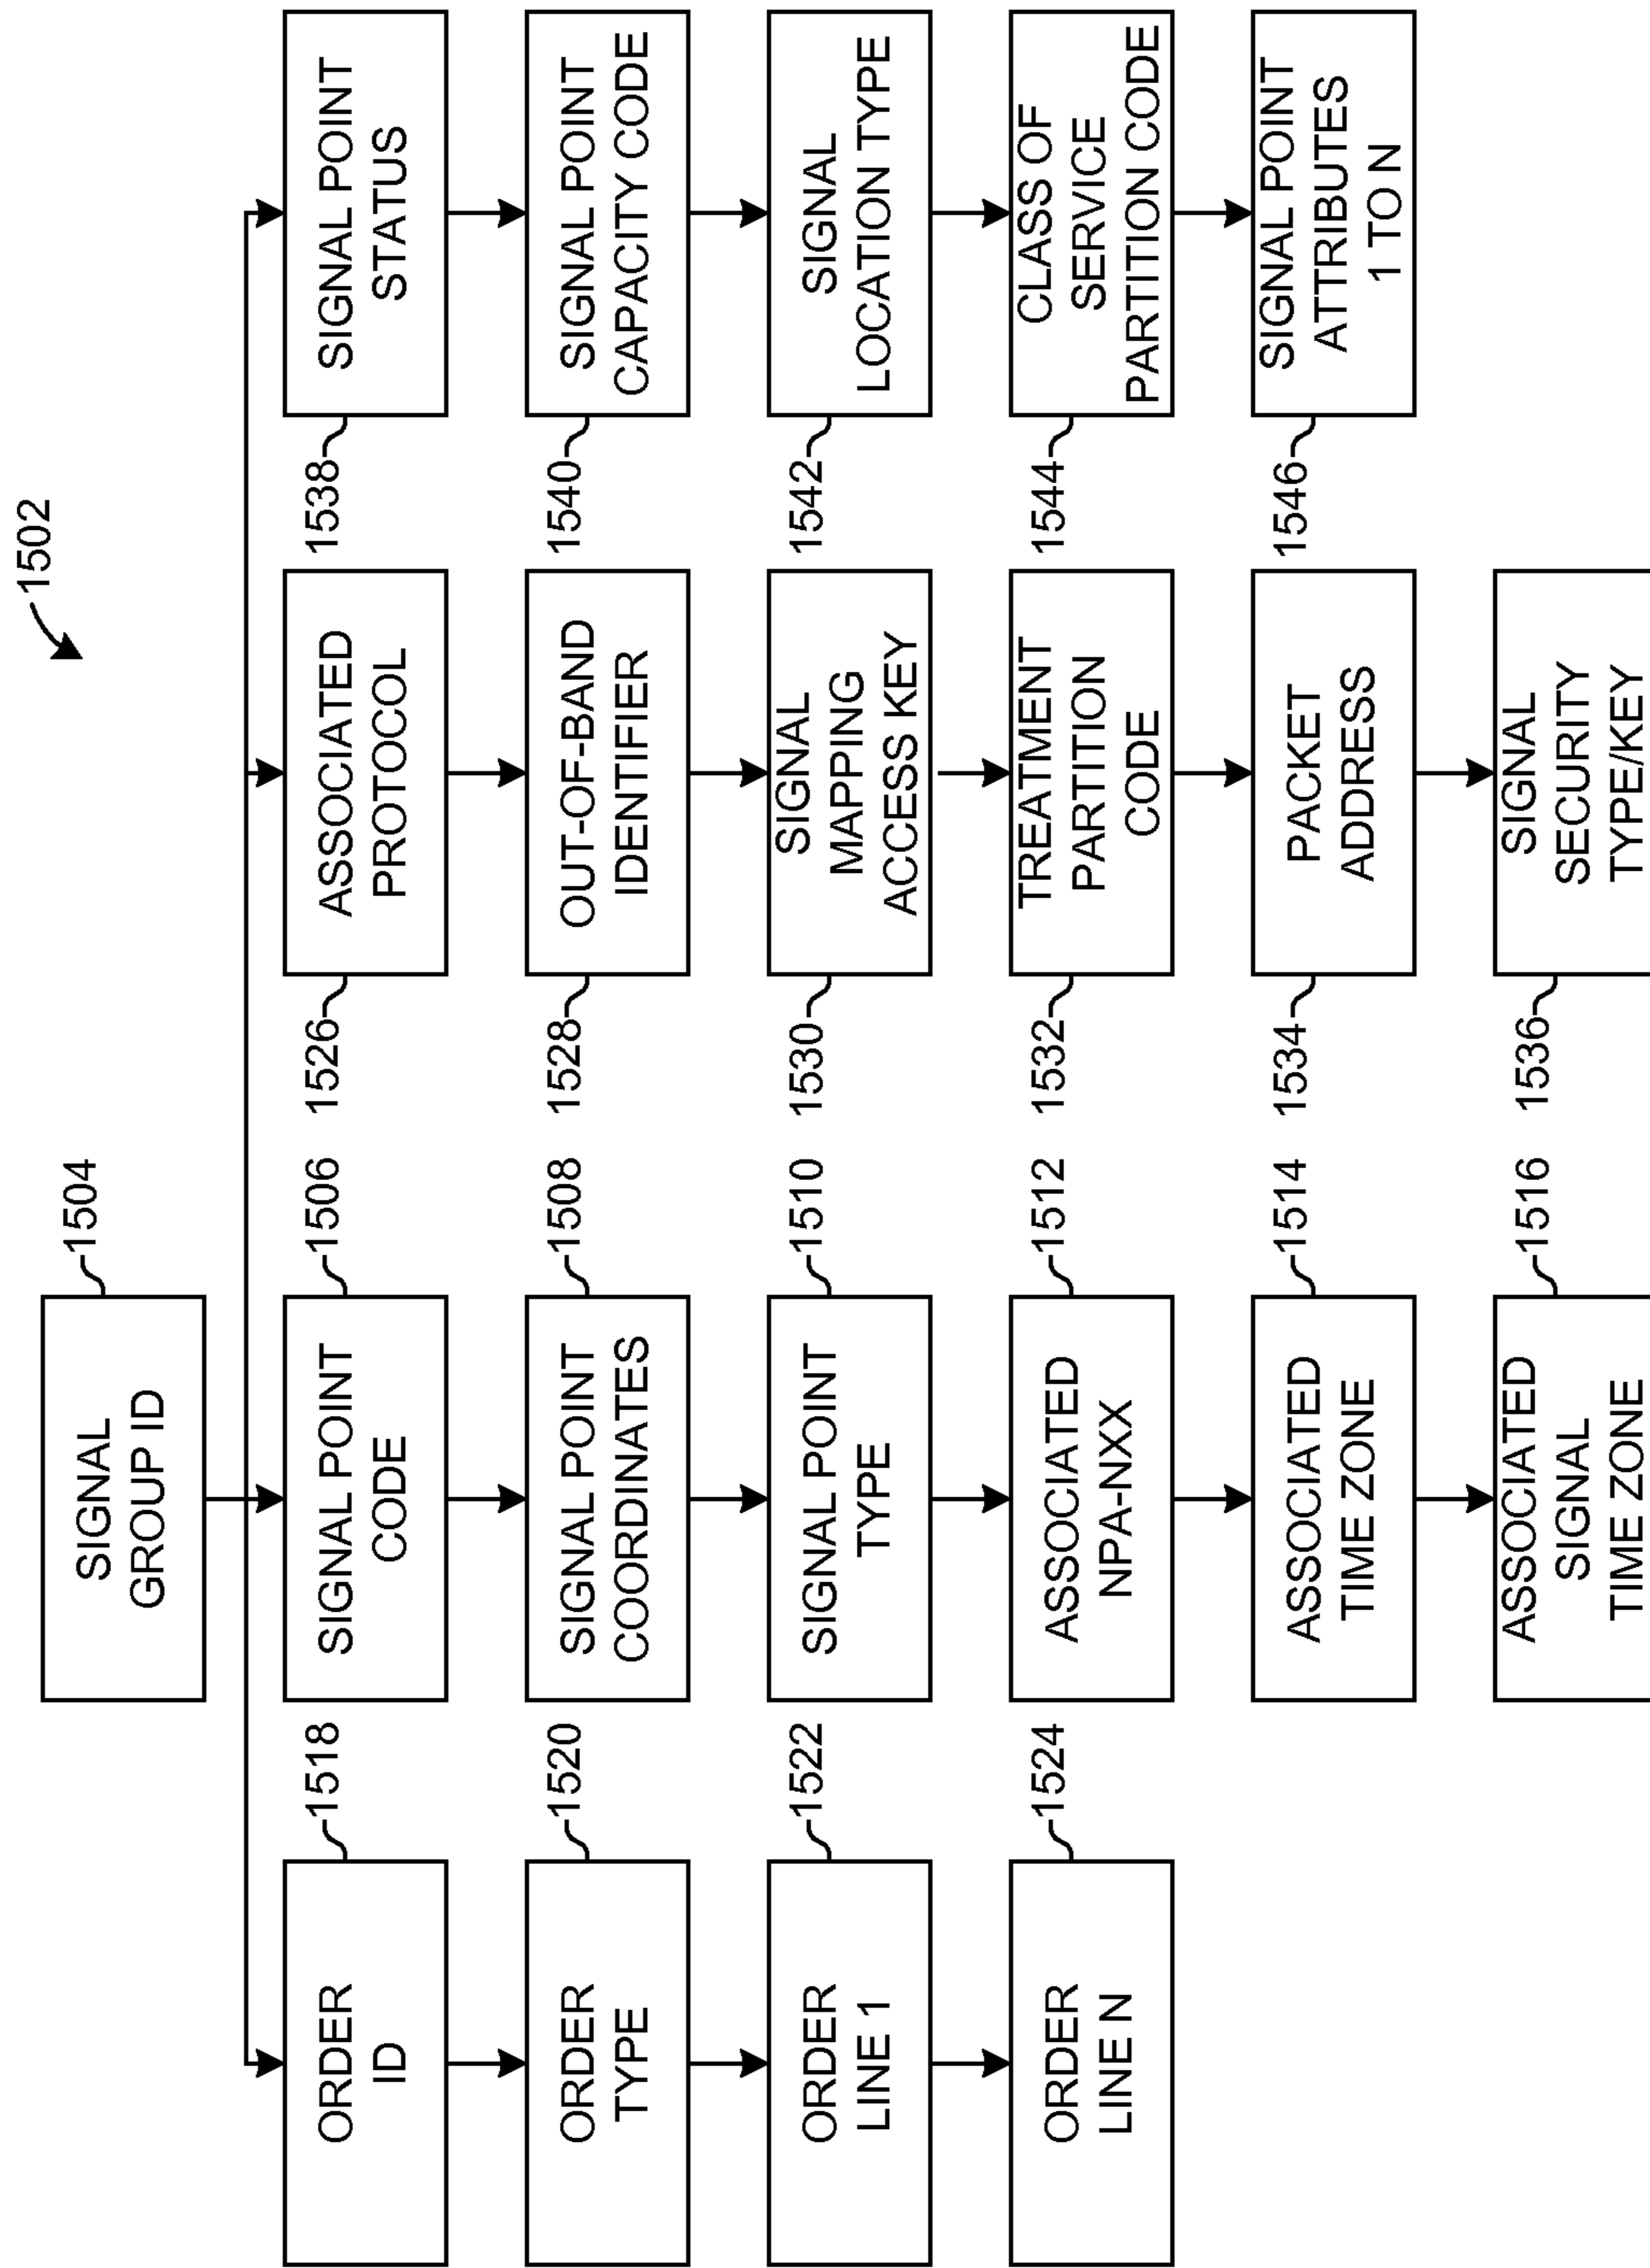 1502
SIGNAL
GROUP ID
1504
ORDER
ID
1518
ORDER
TYPE
1520
ORDER
LINE 1
1522
ORDER
LINE N
1524
SIGNAL POINT
CODE
1506
SIGNAL POINT
COORDINATES
1508
SIGNAL POINT
TYPE
1510
ASSOCIATED
NPA-NXX
1512
ASSOCIATED
TIME ZONE
1514
ASSOCIATED
SIGNAL
TIME ZONE
1516
1526
ASSOCIATED
PROTOCOL
1528
OUT-OF-BAND
IDENTIFIER
1530
SIGNAL
MAPPING
ACCESS KEY
1532
TREATMENT
PARTITION
CODE
1534
PACKET
ADDRESS
1536
SIGNAL
SECURITY
TYPE/KEY
1538
SIGNAL POINT
STATUS
1540
SIGNAL POINT
CAPACITY CODE
1542
SIGNAL
LOCATION TYPE
1544
CLASS OF
SERVICE
PARTITION CODE
1546
SIGNAL POINT
ATTRIBUTES
1 TO N